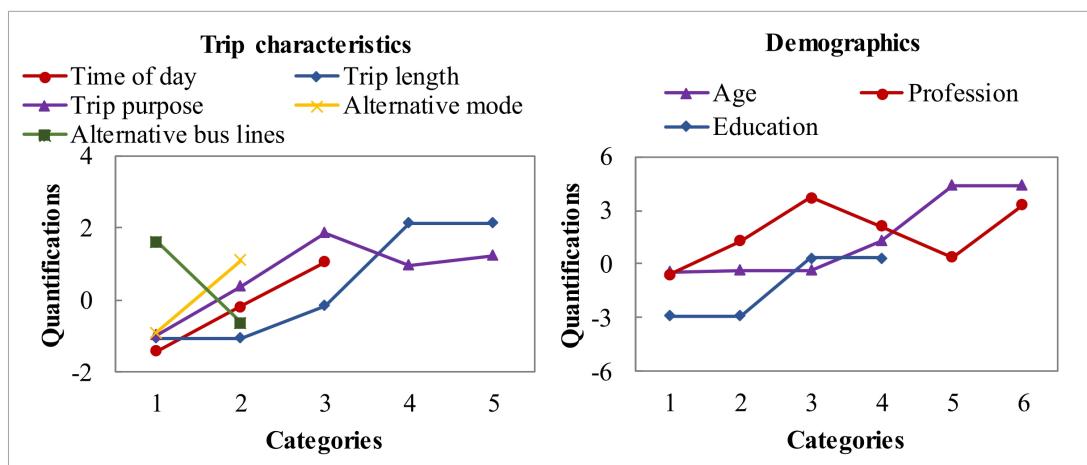 Trip characteristics
Time of day
Trip length
Trip purpose
Alternative mode
Alternative bus lines
4
2
0
-2
Quantifications
1 2 3 4 5
Categories
Demographics
Age
Profession
Education
6
3
0
-3
-6
Quantifications
1 2 3 4 5 6
Categories